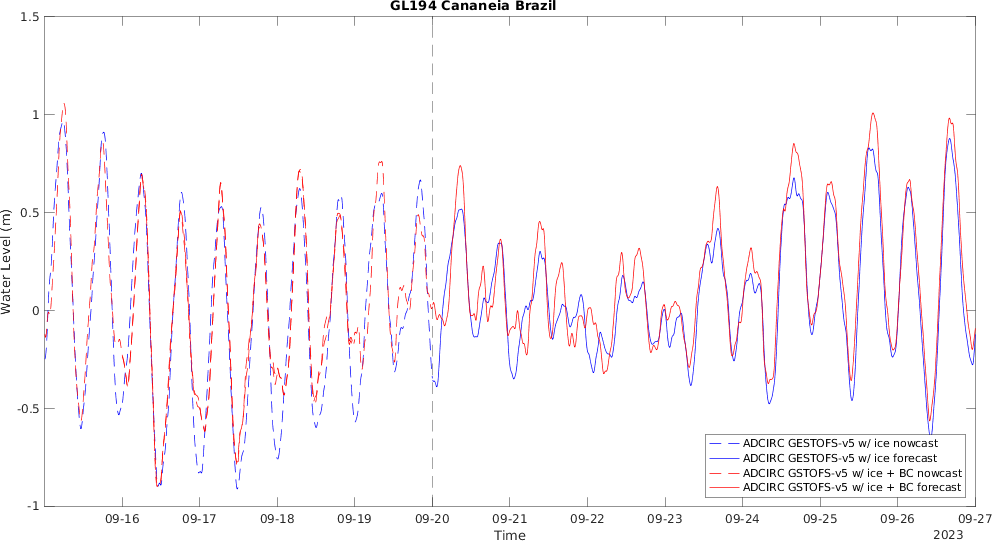 GL194 Cananeia Brazil
1.5
1
0.5
0
-0.5
-1
Water Level (m)
09-16
09-17
09-18
09-19
09-20
09-21
09-22
09-23
09-24
09-25
09-26
09-27
Time
2023
ADCIRC GESTOFS-v5 w/ ice nowcast
ADCIRC GESTOFS-v5 w/ ice forecast
ADCIRC GSTOFS-v5 w/ ice + BC nowcast
ADCIRC GSTOFS-v5 w/ ice + BC forecast